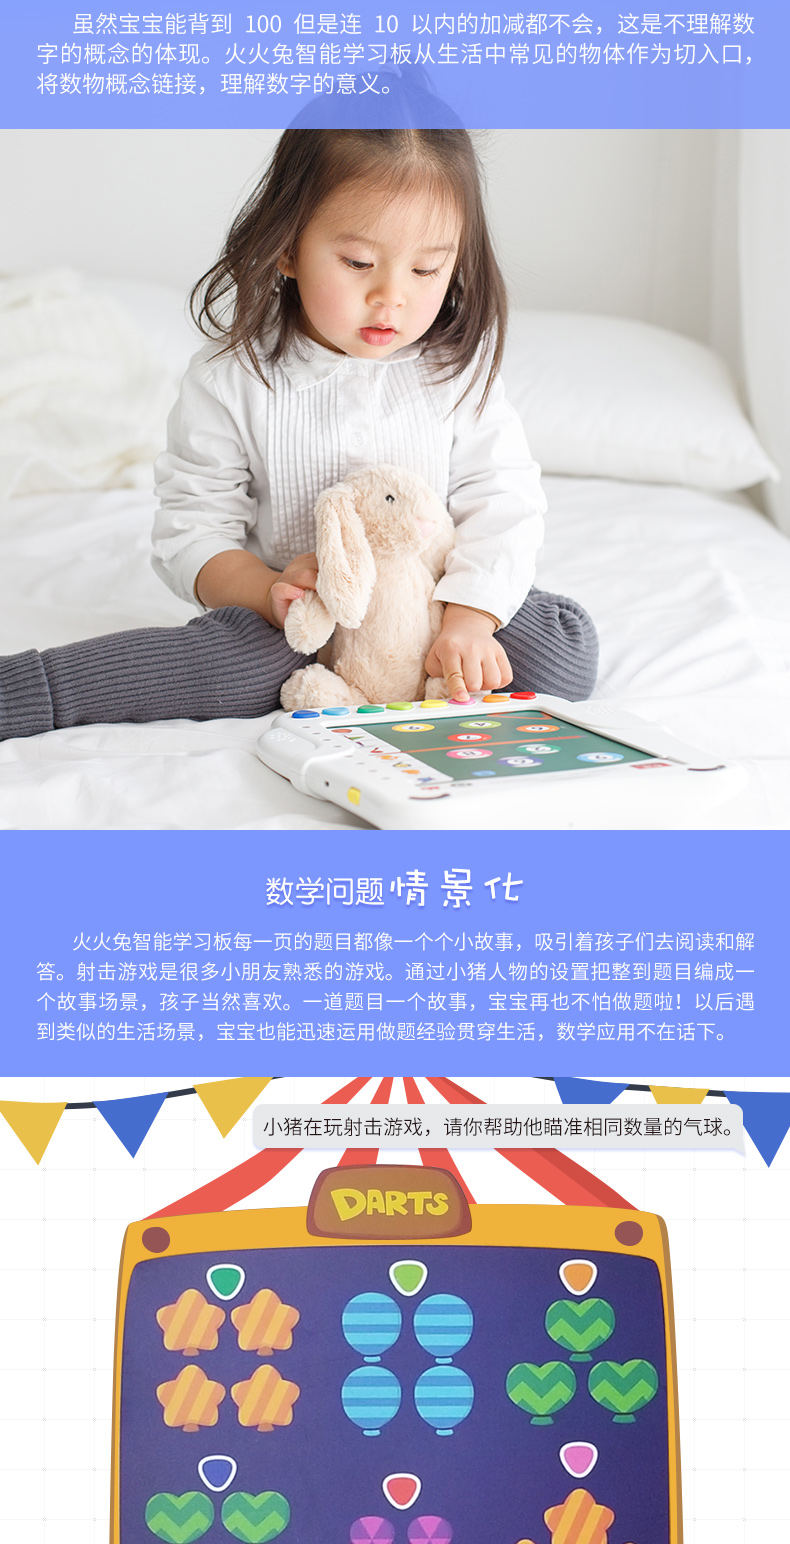 虽然宝宝能背到 100 但是连 10 以内的加减都不会，这是不理解数
字的概念的体现。火火兔智能学习板从生活中常见的物体作为切入口，
将数物概念链接，理解数字的意义。
数学问题情景化
火火兔智能学习板每一页的题目都像一个个小故事，吸引着孩子们去阅读和解
答。射击游戏是很多小朋友熟悉的游戏。通过小猪人物的设置把整到题目编成一
个故事场景，孩子当然喜欢。一道题目一个故事，宝宝再也不怕做题啦！以后遇
到类似的生活场景，宝宝也能迅速运用做题经验贯穿生活，数学应用不在话下。
小猪在玩射击游戏，请你帮助他瞄准相同数量的气球。
DARTS